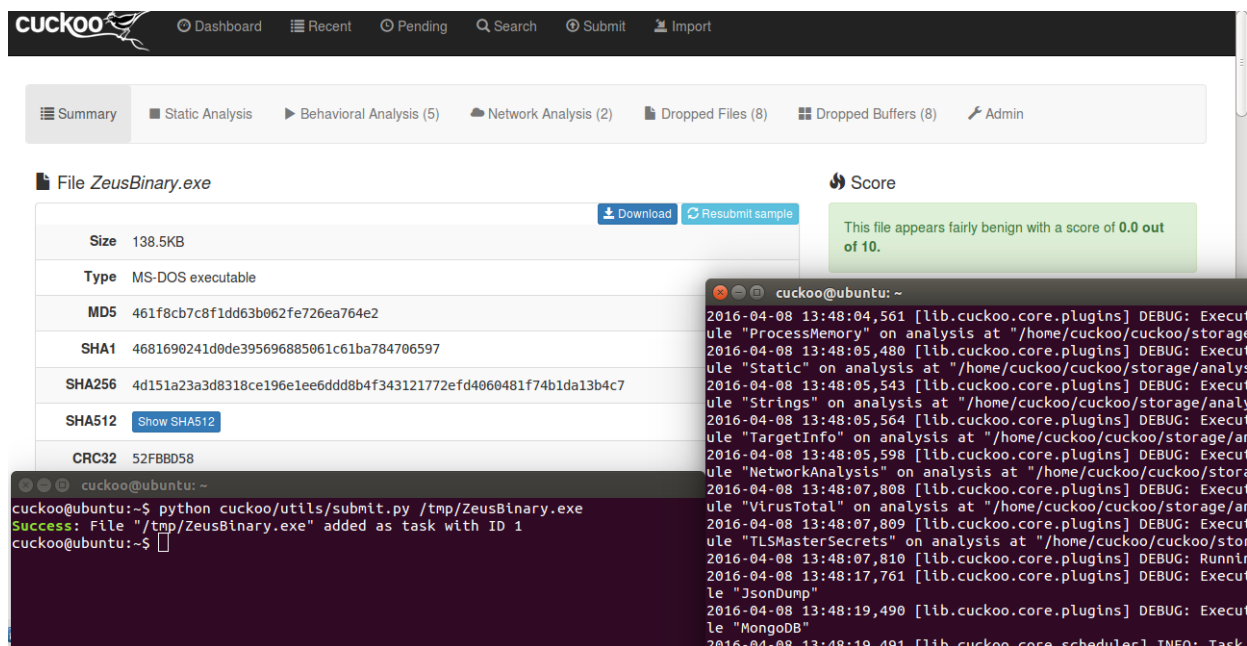 cuckoo Dashboard Recent Pending Search Submit Import
Summary Static Analysis Behavioral Analysis (5) Network Analysis (2) Dropped Files (8) Dropped Buffers (8) Admin
File ZeusBinary.exe
Download Resubmit sample
Size 138.5KB
Type MS-DOS executable
MD5 461f8cb7c8f1dd63b062fe726ea764e2
SHA1 4681690241d0de395696885061c61ba784706597
SHA256 4d151a23a3d8318ce196e1ee6ddd8b4f343121772efd4060481f74b1da13b4c7
SHA512 Show SHA512
CRC32 52FBBD58
Score
This file appears fairly benign with a score of 0.0 out
of 10.
cuckoo@ubuntu: ~
cuckoo@ubuntu:~$ python cuckoo/utils/submit.py /tmp/ZeusBinary.exe
Success: File "/tmp/ZeusBinary.exe" added as task with ID 1
cuckoo@ubuntu:~$
cuckoo@ubuntu: ~
2016-04-08 13:48:04,561 [lib.cuckoo.core.plugins] DEBUG: Execut
ule "ProcessMemory" on analysis at "/home/cuckoo/cuckoo/storage
2016-04-08 13:48:05,480 [lib.cuckoo.core.plugins] DEBUG: Execut
ule "Static" on analysis at "/home/cuckoo/cuckoo/storage/analys
2016-04-08 13:48:05,543 [lib.cuckoo.core.plugins] DEBUG: Execut
ule "Strings" on analysis at "/home/cuckoo/cuckoo/storage/analy
2016-04-08 13:48:05,564 [lib.cuckoo.core.plugins] DEBUG: Execut
ule "TargetInfo" on analysis at "/home/cuckoo/cuckoo/storage/an
2016-04-08 13:48:05,598 [lib.cuckoo.core.plugins] DEBUG: Execut
ule "NetworkAnalysis" on analysis at "/home/cuckoo/cuckoo/stora
2016-04-08 13:48:07,808 [lib.cuckoo.core.plugins] DEBUG: Execut
ule "VirusTotal" on analysis at "/home/cuckoo/cuckoo/storage/an
2016-04-08 13:48:07,809 [lib.cuckoo.core.plugins] DEBUG: Execut
ule "TLSMasterSecrets" on analysis at "/home/cuckoo/cuckoo/stor
2016-04-08 13:48:07,810 [lib.cuckoo.core.plugins] DEBUG: Runnin
2016-04-08 13:48:17,761 [lib.cuckoo.core.plugins] DEBUG: Execut
le "JsonDump"
2016-04-08 13:48:19,490 [lib.cuckoo.core.plugins] DEBUG: Execut
le "MongoDB"
2016-04-08 13:48:19,491 [lib.cuckoo.core.scheduler] INFO: Task